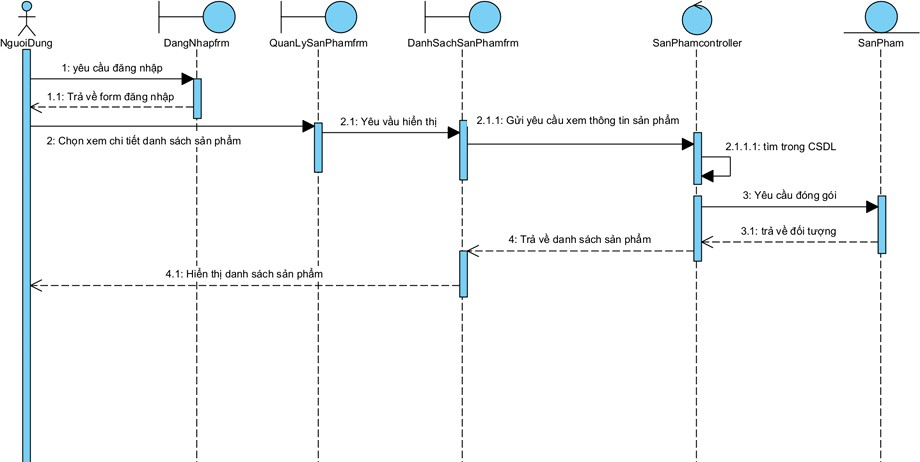 NguoiDung
DangNhapfrm
QuanLySanPhamfrm
DanhSachSanPhamfrm
SanPhamcontroller
SanPham
1: yêu cầu đăng nhập
1.1: Trả về form đăng nhập
2: Chọn xem chi tiết danh sách sản phẩm
2.1: Yêu vầu hiển thị
2.1.1: Gửi yêu cầu xem thông tin sản phẩm
2.1.1.1: tìm trong CSDL
3: Yêu cầu đóng gói
3.1: trả về đối tượng
4: Trả về danh sách sản phẩm
4.1: Hiển thị danh sách sản phẩm